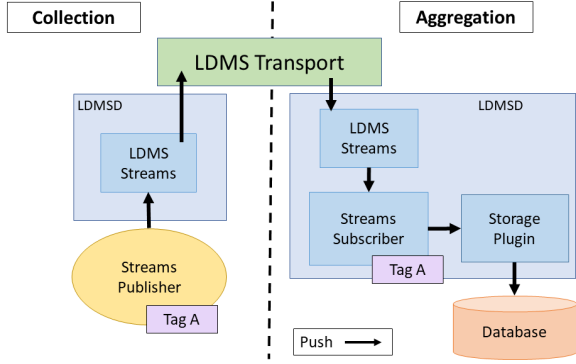 Collection
Aggregation
LDMS Transport
LDMSD
LDMS
Streams
Streams
Publisher
Tag A
LDMSD
LDMS
Streams
Streams
Subscriber
Tag A
Storage
Plugin
Database
Push